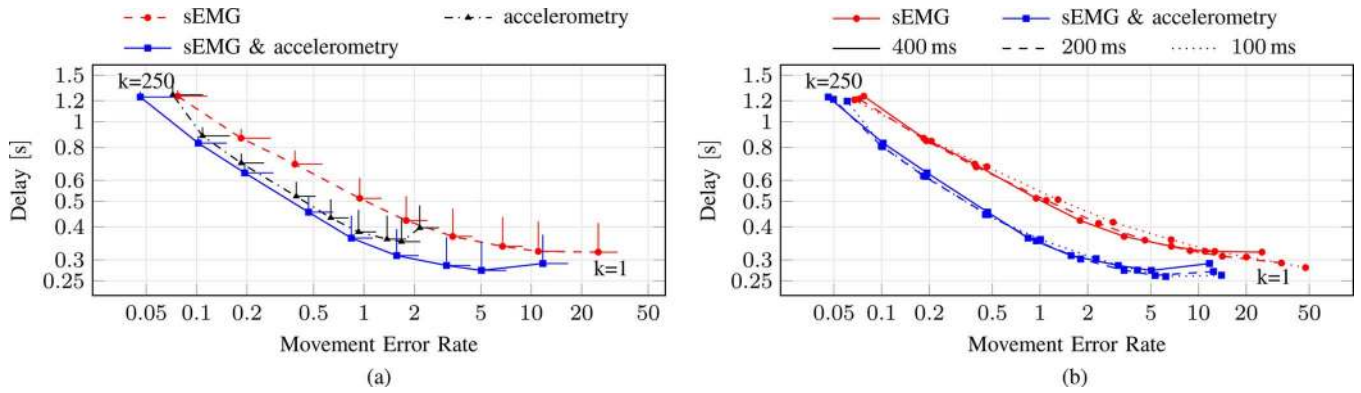 sEMG accelerometry
sEMG & accelerometry
k=250
k=1
1.5
1.2
1
0.8
0.6
0.5
0.4
0.3
0.25
Delay [s]
0.05 0.1 0.2 0.5 1 2 5 10 20 50
Movement Error Rate
(a)
sEMG sEMG & accelerometry
400 ms 200 ms 100 ms
k=250
k=1
1.5
1.2
1
0.8
0.6
0.5
0.4
0.3
0.25
Delay [s]
0.05 0.1 0.2 0.5 1 2 5 10 20 50
Movement Error Rate
(b)